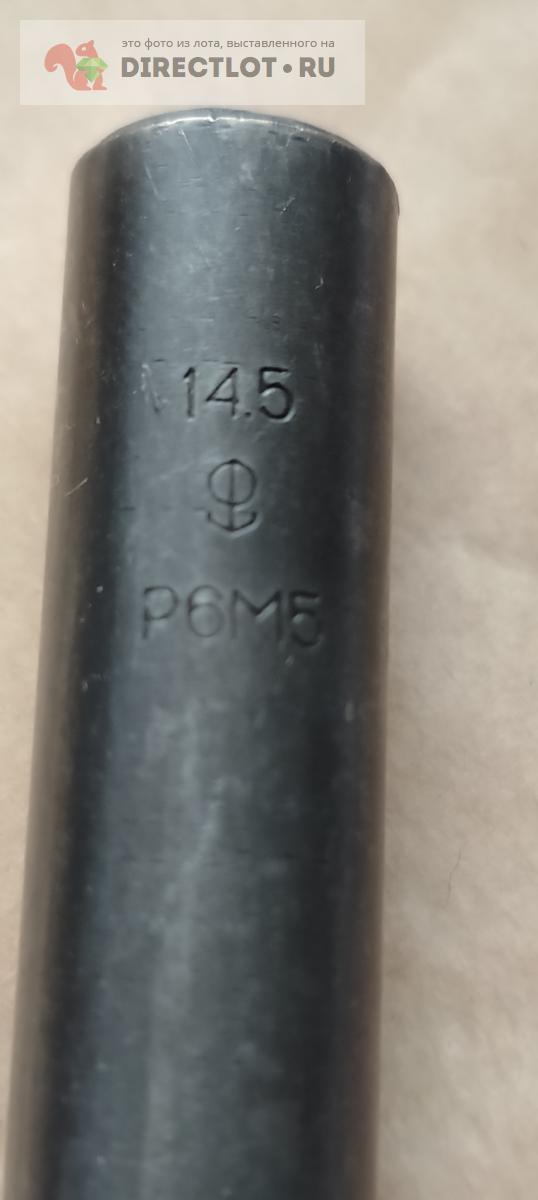 это фото из лота, выставленного на
DIRECTLOT.RU
14.5
Р6М5